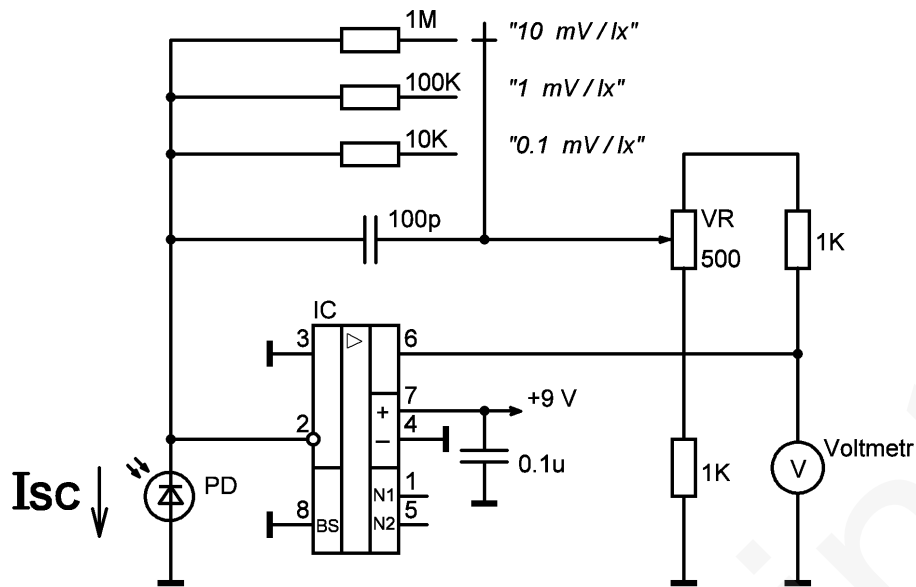 1M
"10 mV / lx"
100K
"1 mV / lx"
10K
"0.1 mV / lx"
100p
VR
500
1K
IC
3
6
7
+9 V
+
2
4
–
0.1u
1K
Voltmetr
V
ISC
PD
8
BS
N1
1
N2
5